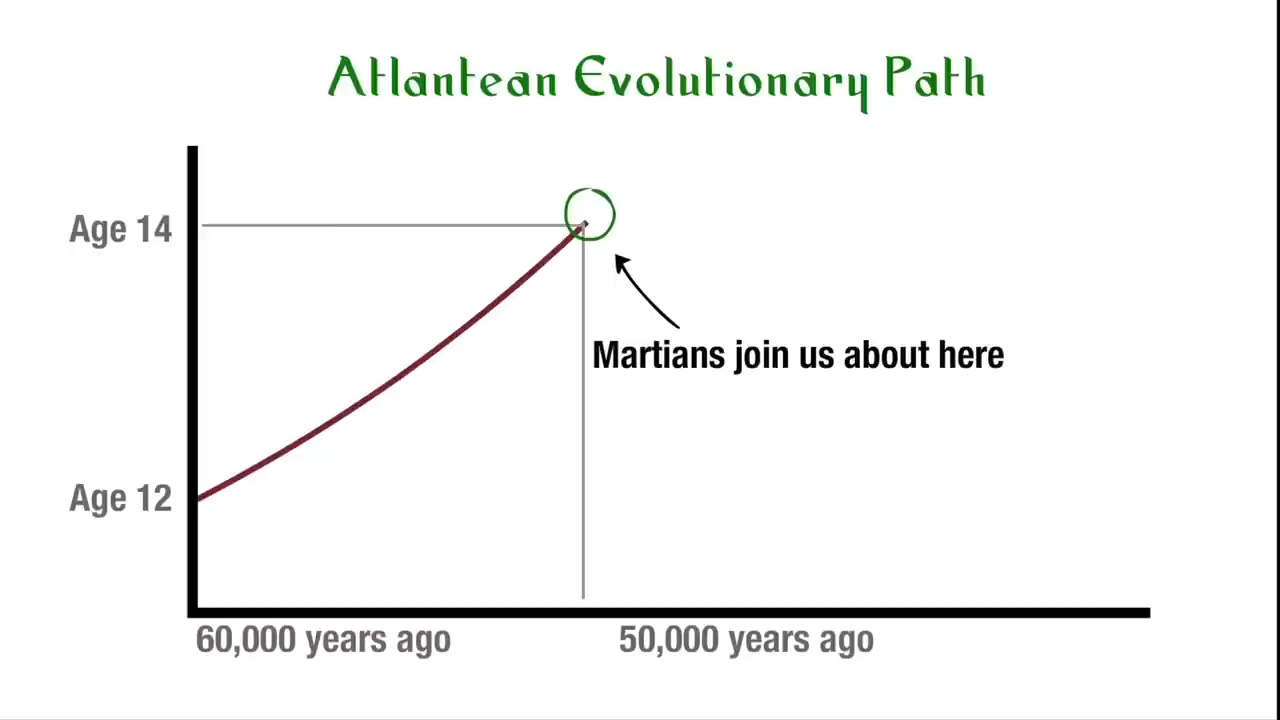 Atlantean Evolutionary Path
Age 14
Martians join us about here
Age 12
60,000 years ago
50,000 years ago